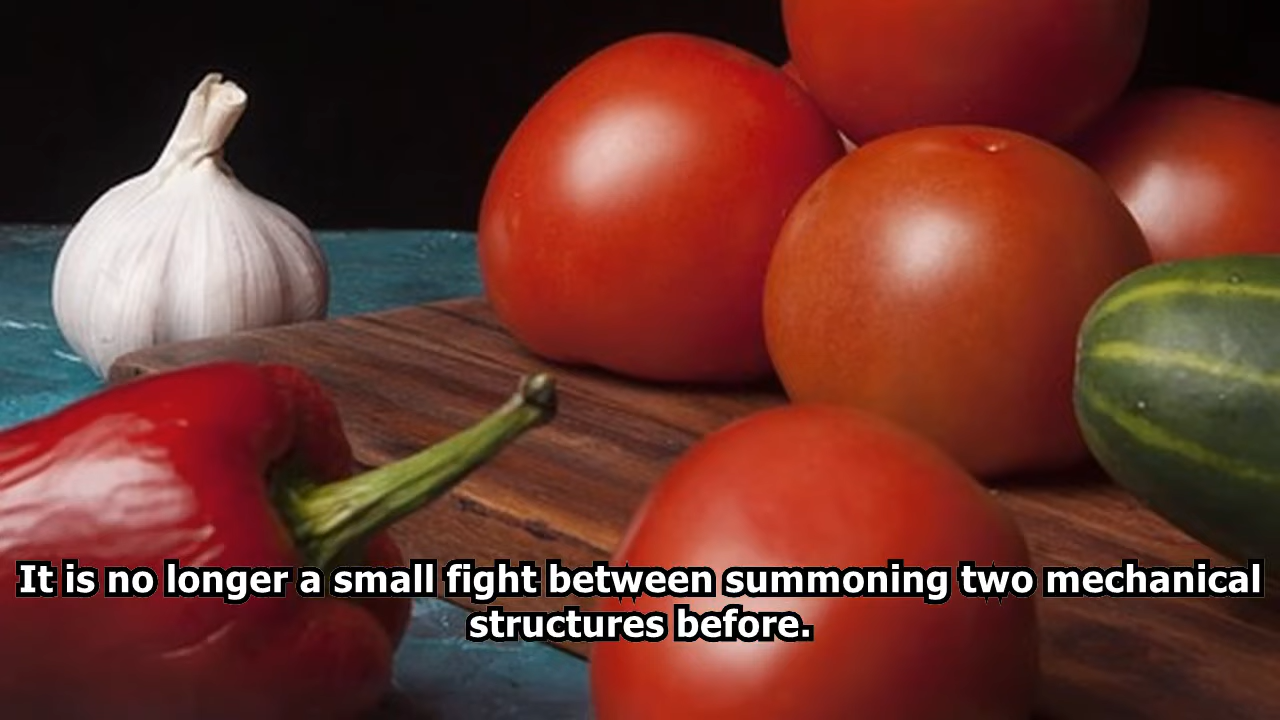 It is no longer a small fight between summoning two mechanical
structures before.